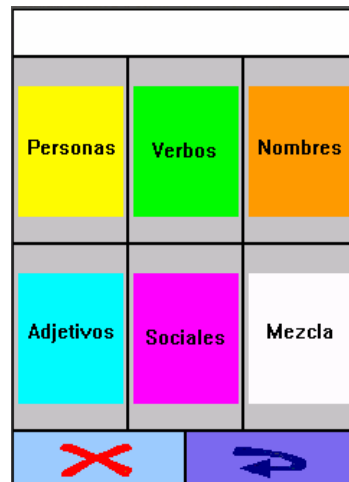 Personas
Verbos
Nombres
Adjetivos
Sociales
Mezcla